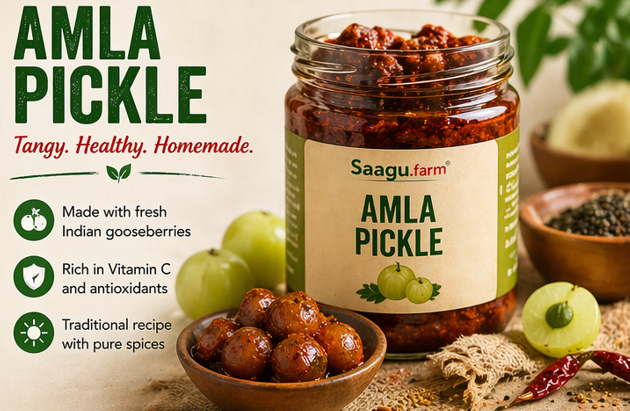 AMLA
PICKLE
Tangy. Healthy. Homemade.
Made with fresh
Indian gooseberries
Rich in Vitamin C
and antioxidants
Traditional recipe
with pure spices
Saagu.farm®
AMLA
PICKLE